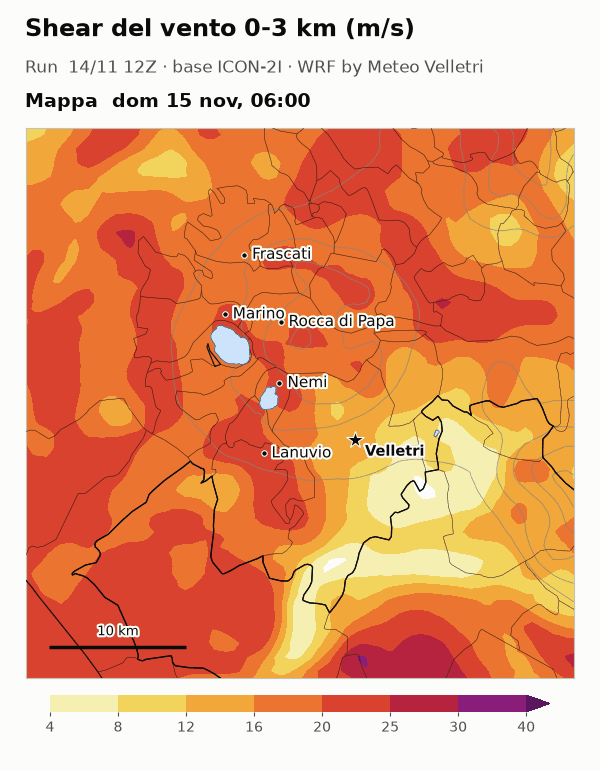 Shear del vento 0-3 km (m/s)
Run  14/11 12Z · base ICON-2I · WRF by Meteo Velletri
Mappa  dom 15 nov, 06:00
Frascati
Marino
Rocca di Papa
Nemi
Velletri
Lanuvio
10 km
4 8 12 16 20 25 30 40